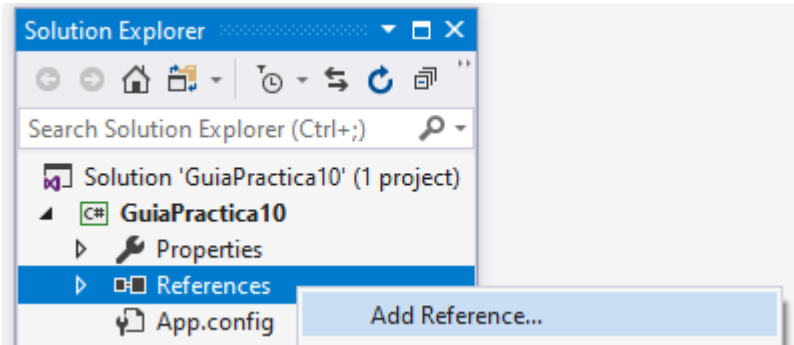 Solution Explorer
Search Solution Explorer (Ctrl+;)
Solution 'GuiaPractica10' (1 project)
C# GuiaPractica10
Properties
References
Add Reference...
App.config